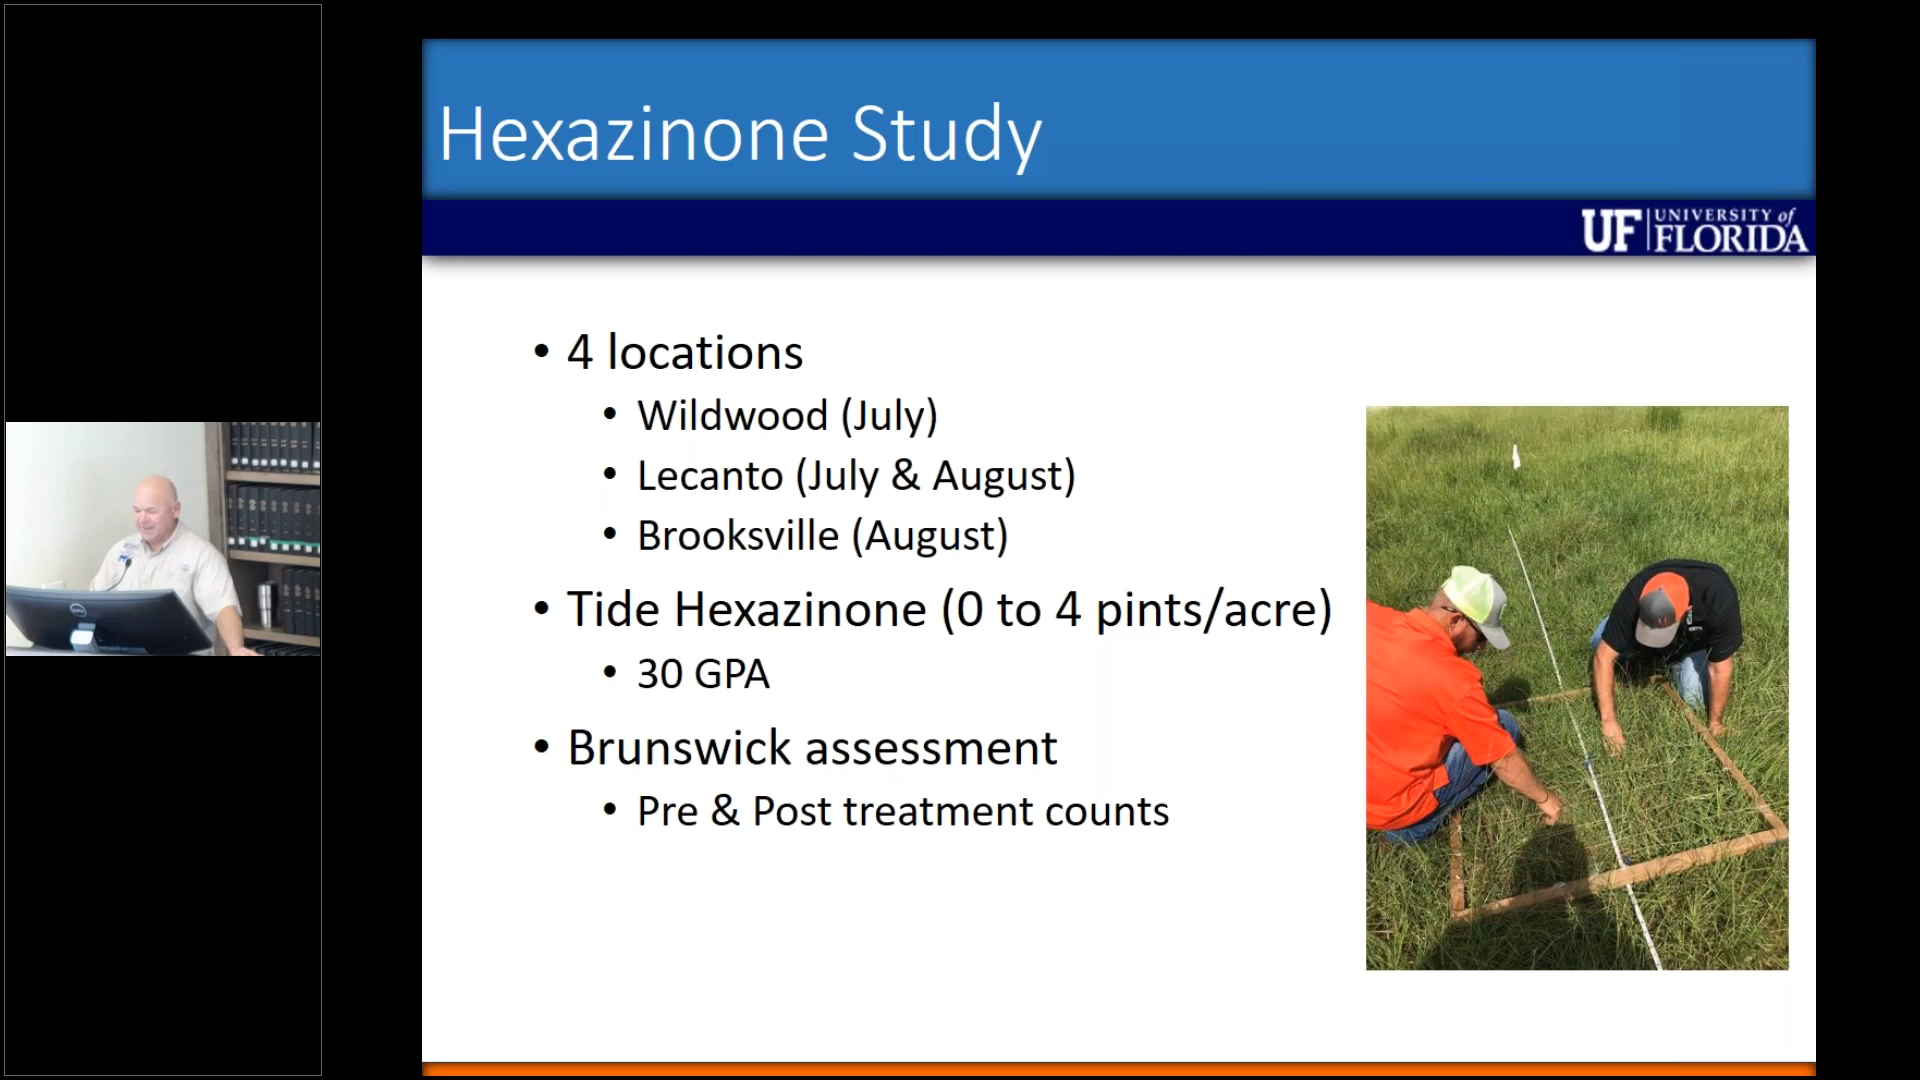 Hexazinone Study
UF UNIVERSITY of FLORIDA
• 4 locations
• Wildwood (July)
• Lecanto (July & August)
• Brooksville (August)
• Tide Hexazinone (0 to 4 pints/acre)
• 30 GPA
• Brunswick assessment
• Pre & Post treatment counts